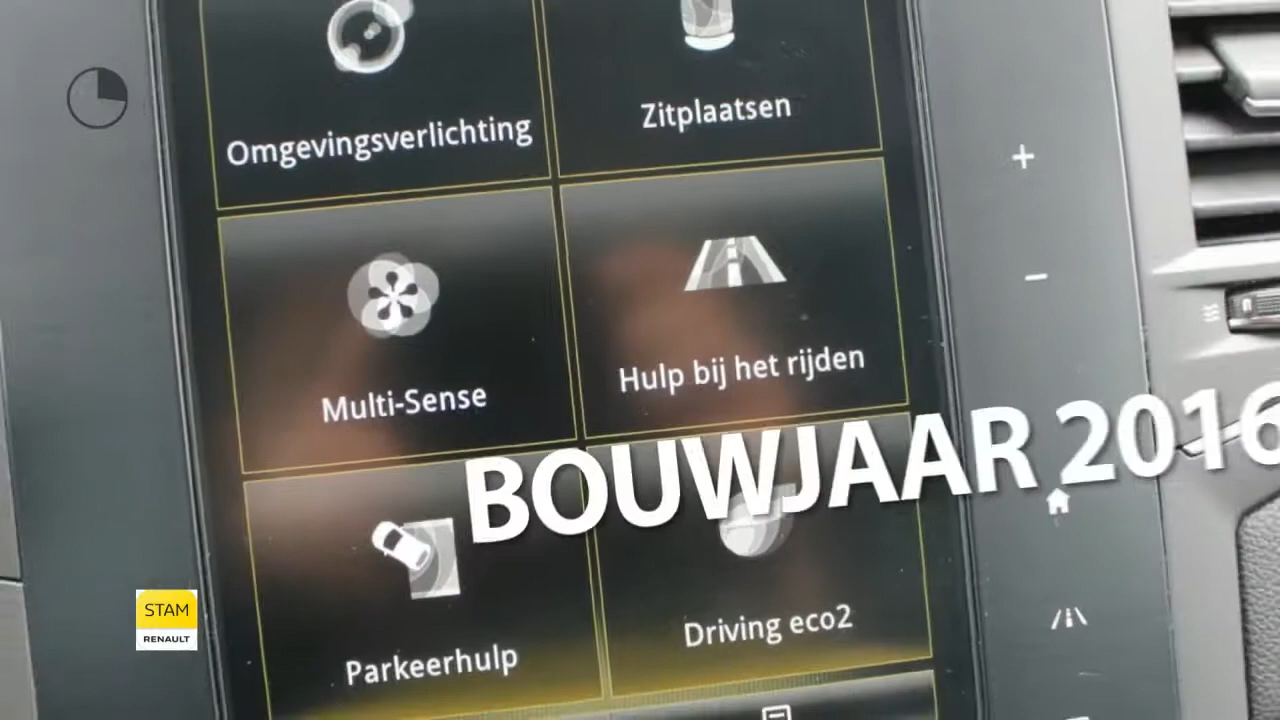 Omgevingsverlichting
Zitplaatsen
Multi-Sense
Hulp bij het rijden
BOUWJAAR 2016
Parkeerhulp
Driving eco2
STAM
RENAULT